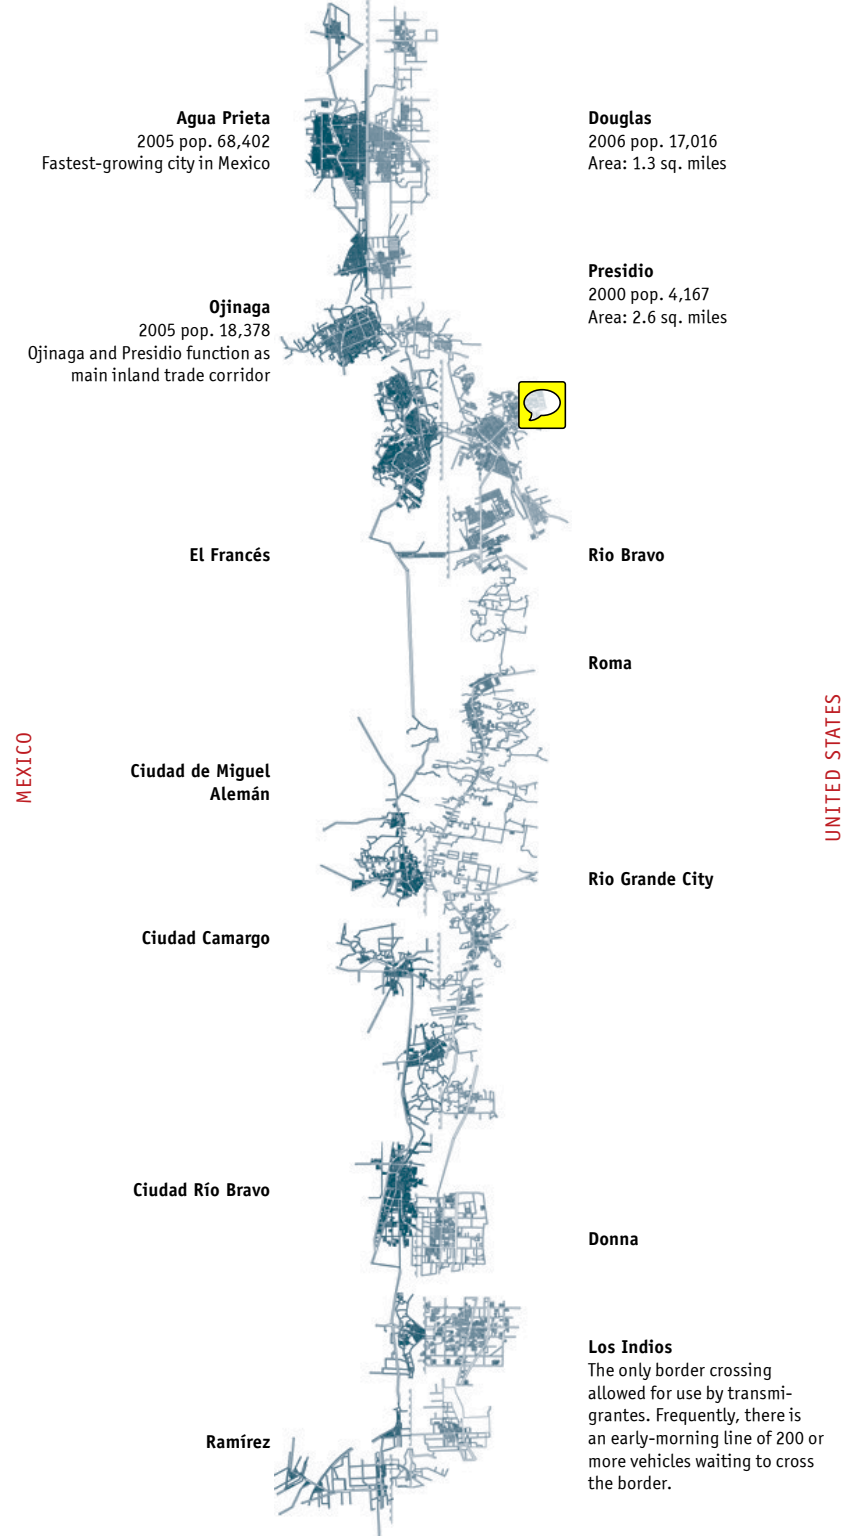 Agua Prieta
2005 pop. 68,402
Fastest-growing city in Mexico
Douglas
2006 pop. 17,016
Area: 1.3 sq. miles
Presidio
2000 pop. 4,167
Area: 2.6 sq. miles
Ojinaga
2005 pop. 18,378
Ojinaga and Presidio function as
main inland trade corridor
El Francés
Rio Bravo
Roma
MEXICO
UNITED STATES
Ciudad de Miguel
Alemán
Rio Grande City
Ciudad Camargo
Ciudad Río Bravo
Donna
Los Indios
The only border crossing
allowed for use by transmi-
grantes. Frequently, there is
an early-morning line of 200 or
more vehicles waiting to cross
the border.
Ramírez